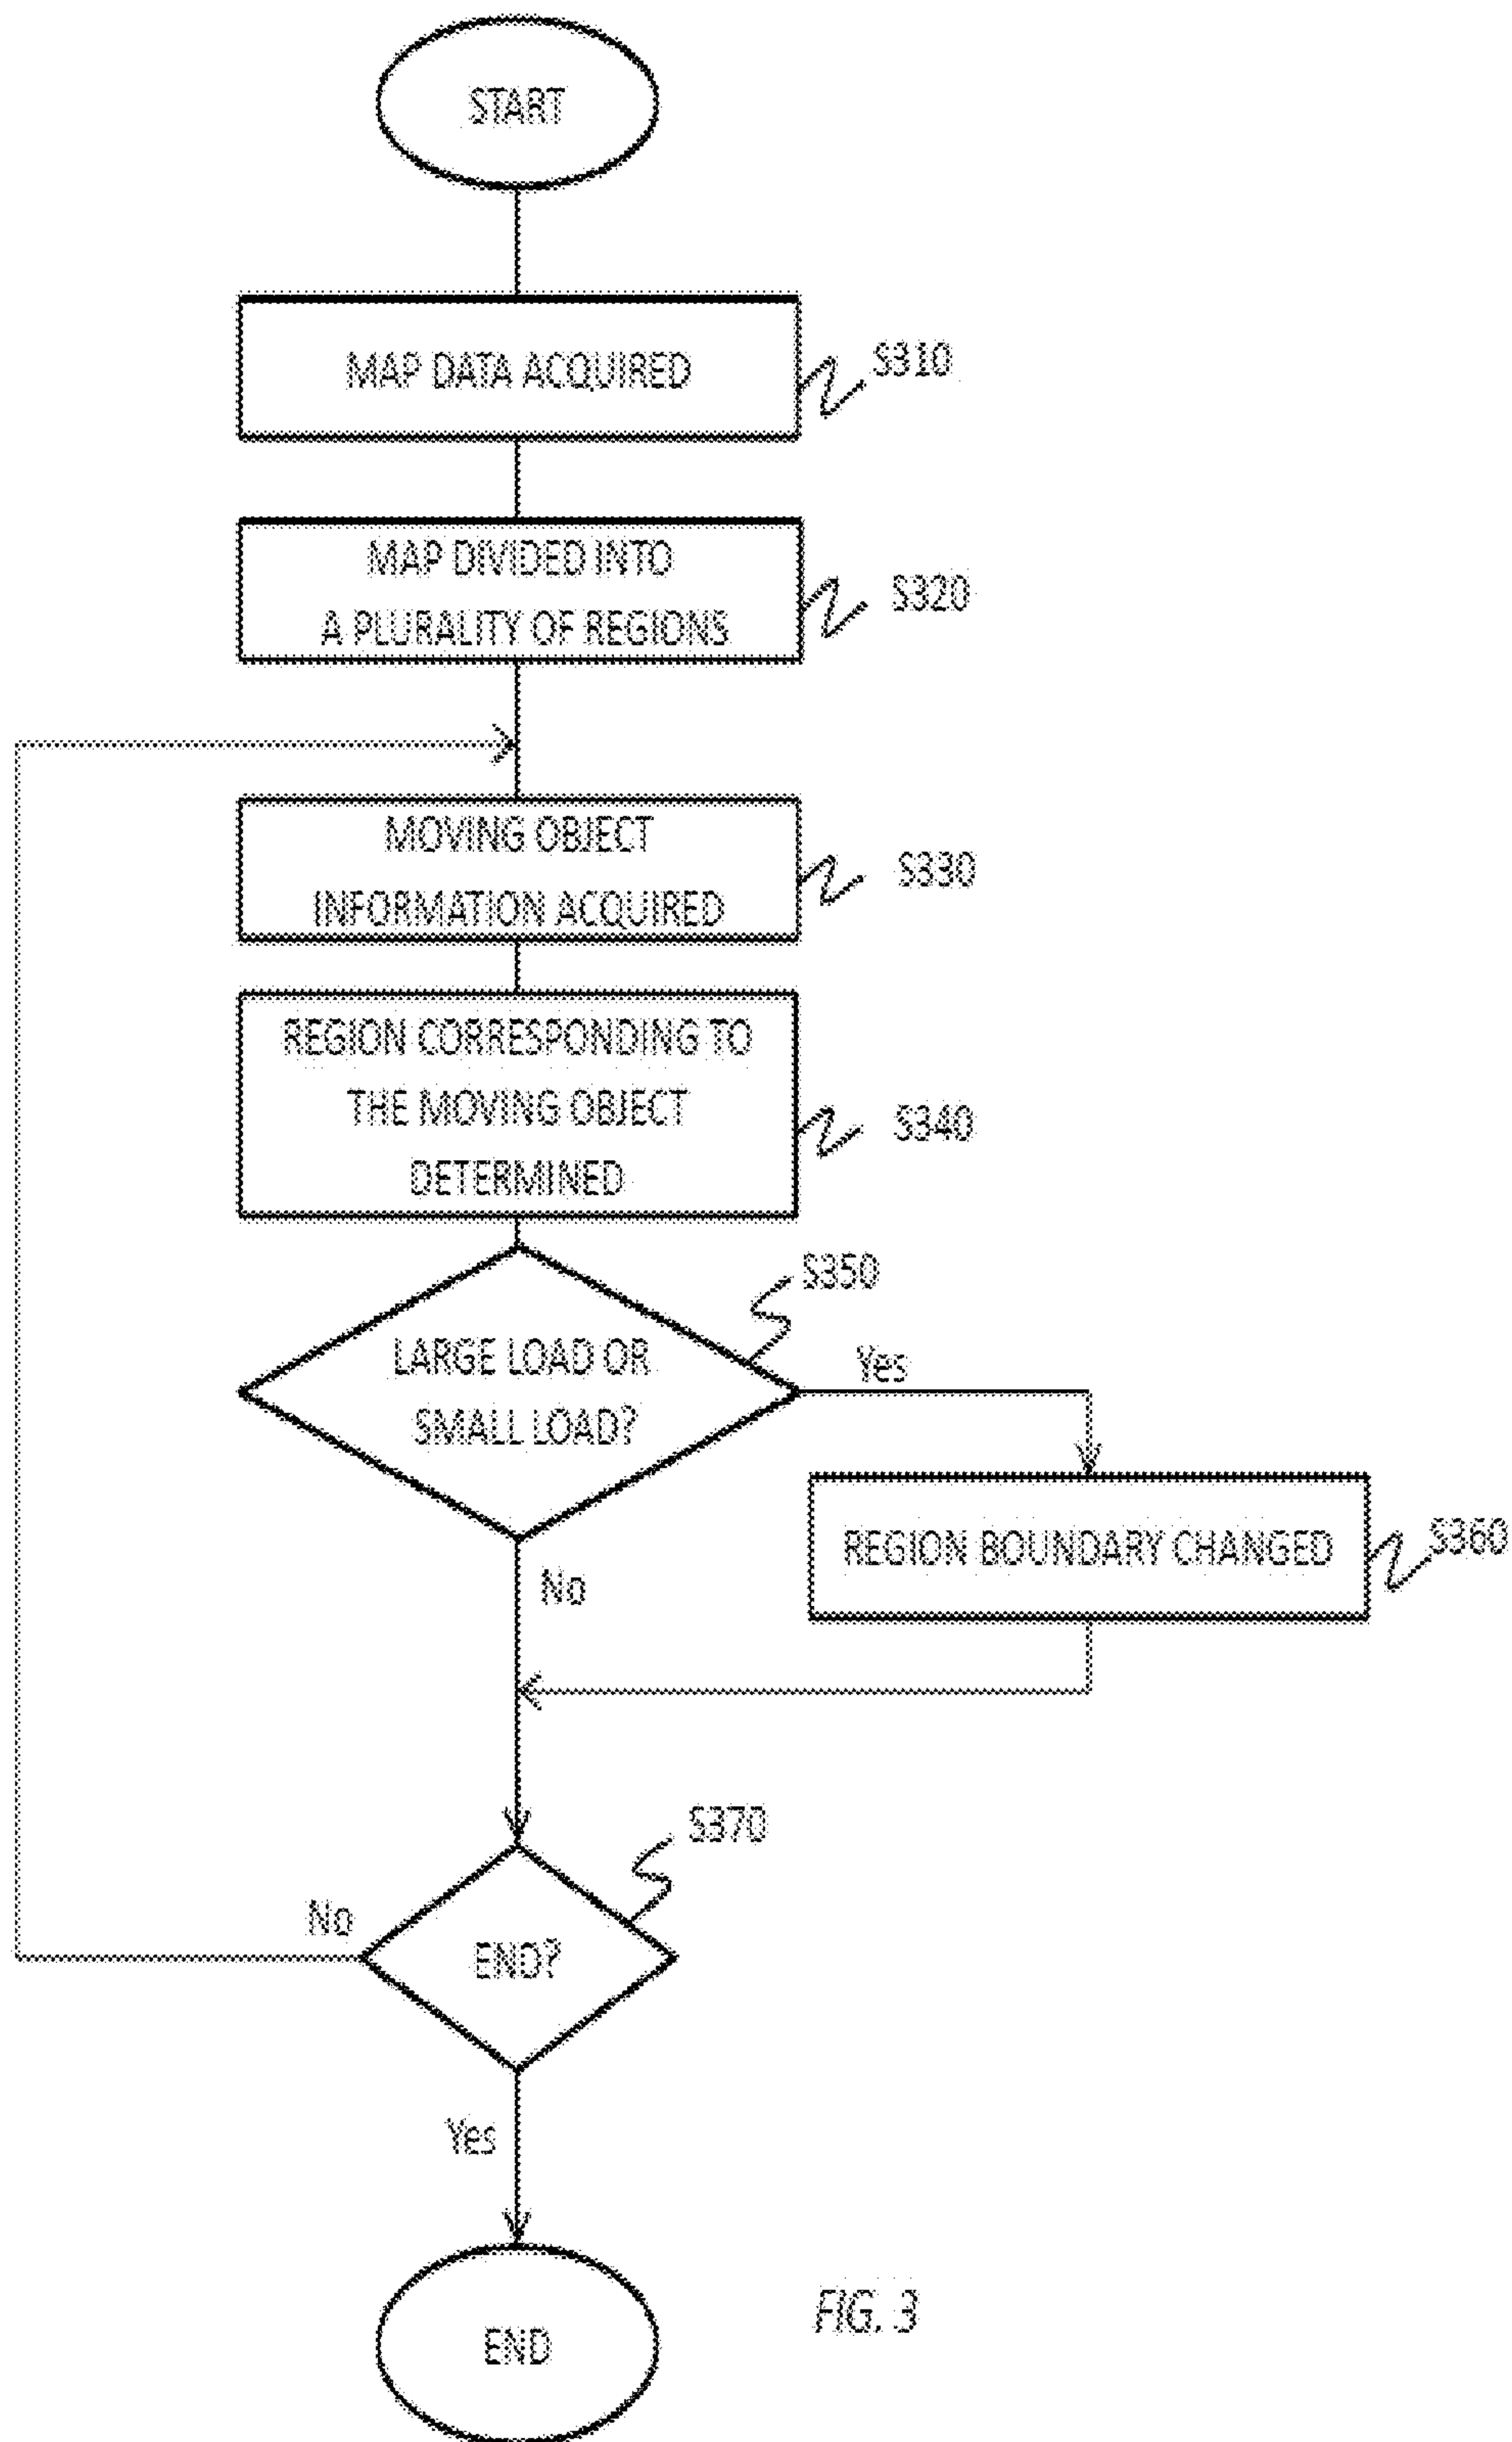 START
MAP DATA ACQUIRED
S310
MAP DIVIDED INTO
A PLURALITY OF REGIONS
S320
MOVING OBJECT
INFORMATION ACQUIRED
S330
REGION CORRESPONDING TO
THE MOVING OBJECT
DETERMINED
S340
S350
LARGE LOAD OR
SMALL LOAD?
Yes
REGION BOUNDARY CHANGED
S360
No
S370
No
END?
Yes
END
FIG. 3